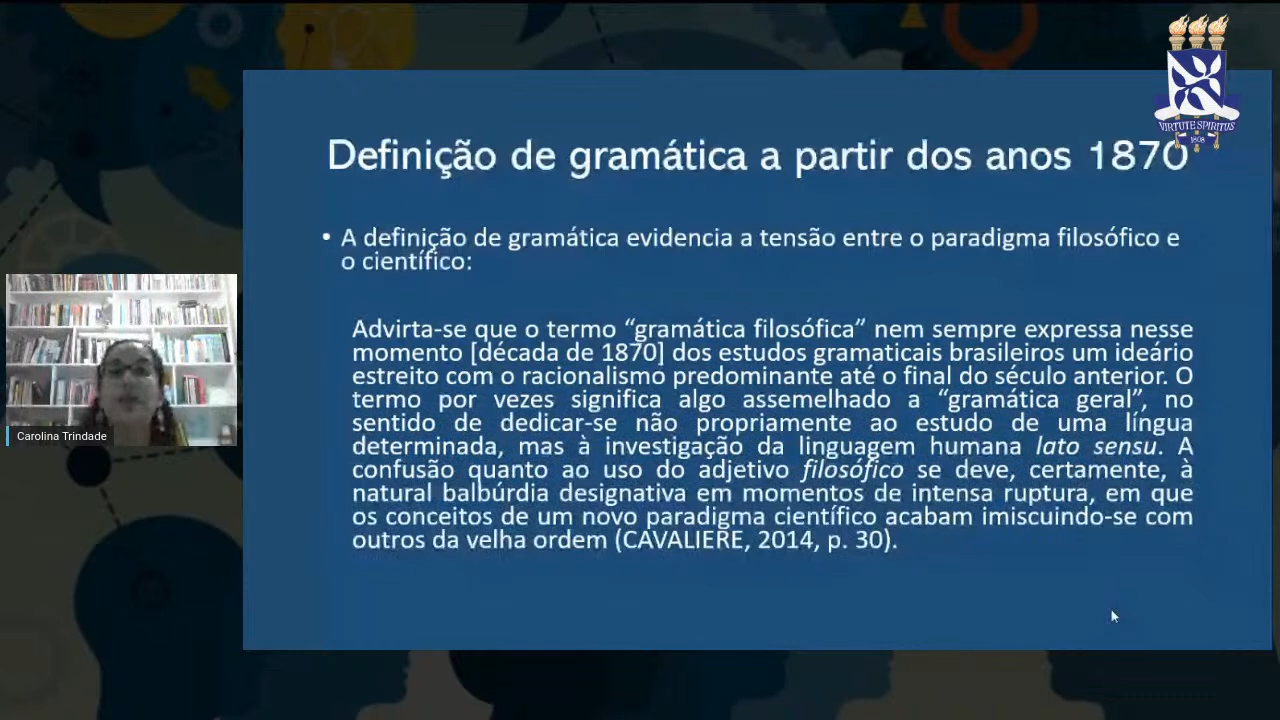 VIRTUTE SPIRITUS
1808
Definição de gramática a partir dos anos 1870
• A definição de gramática evidencia a tensão entre o paradigma filosófico e
o científico:
Advirta-se que o termo “gramática filosófica” nem sempre expressa nesse
momento [década de 1870] dos estudos gramaticais brasileiros um ideário
estreito com o racionalismo predominante até o final do século anterior. O
termo por vezes significa algo assemelhado a “gramática geral”, no
sentido de dedicar-se não propriamente ao estudo de uma língua
determinada, mas à investigação da linguagem humana lato sensu. A
confusão quanto ao uso do adjetivo filosófico se deve, certamente, à
natural balbúrdia designativa em momentos de intensa ruptura, em que
os conceitos de um novo paradigma científico acabam imiscuindo-se com
outros da velha ordem (CAVALIERE, 2014, p. 30).
Carolina Trindade